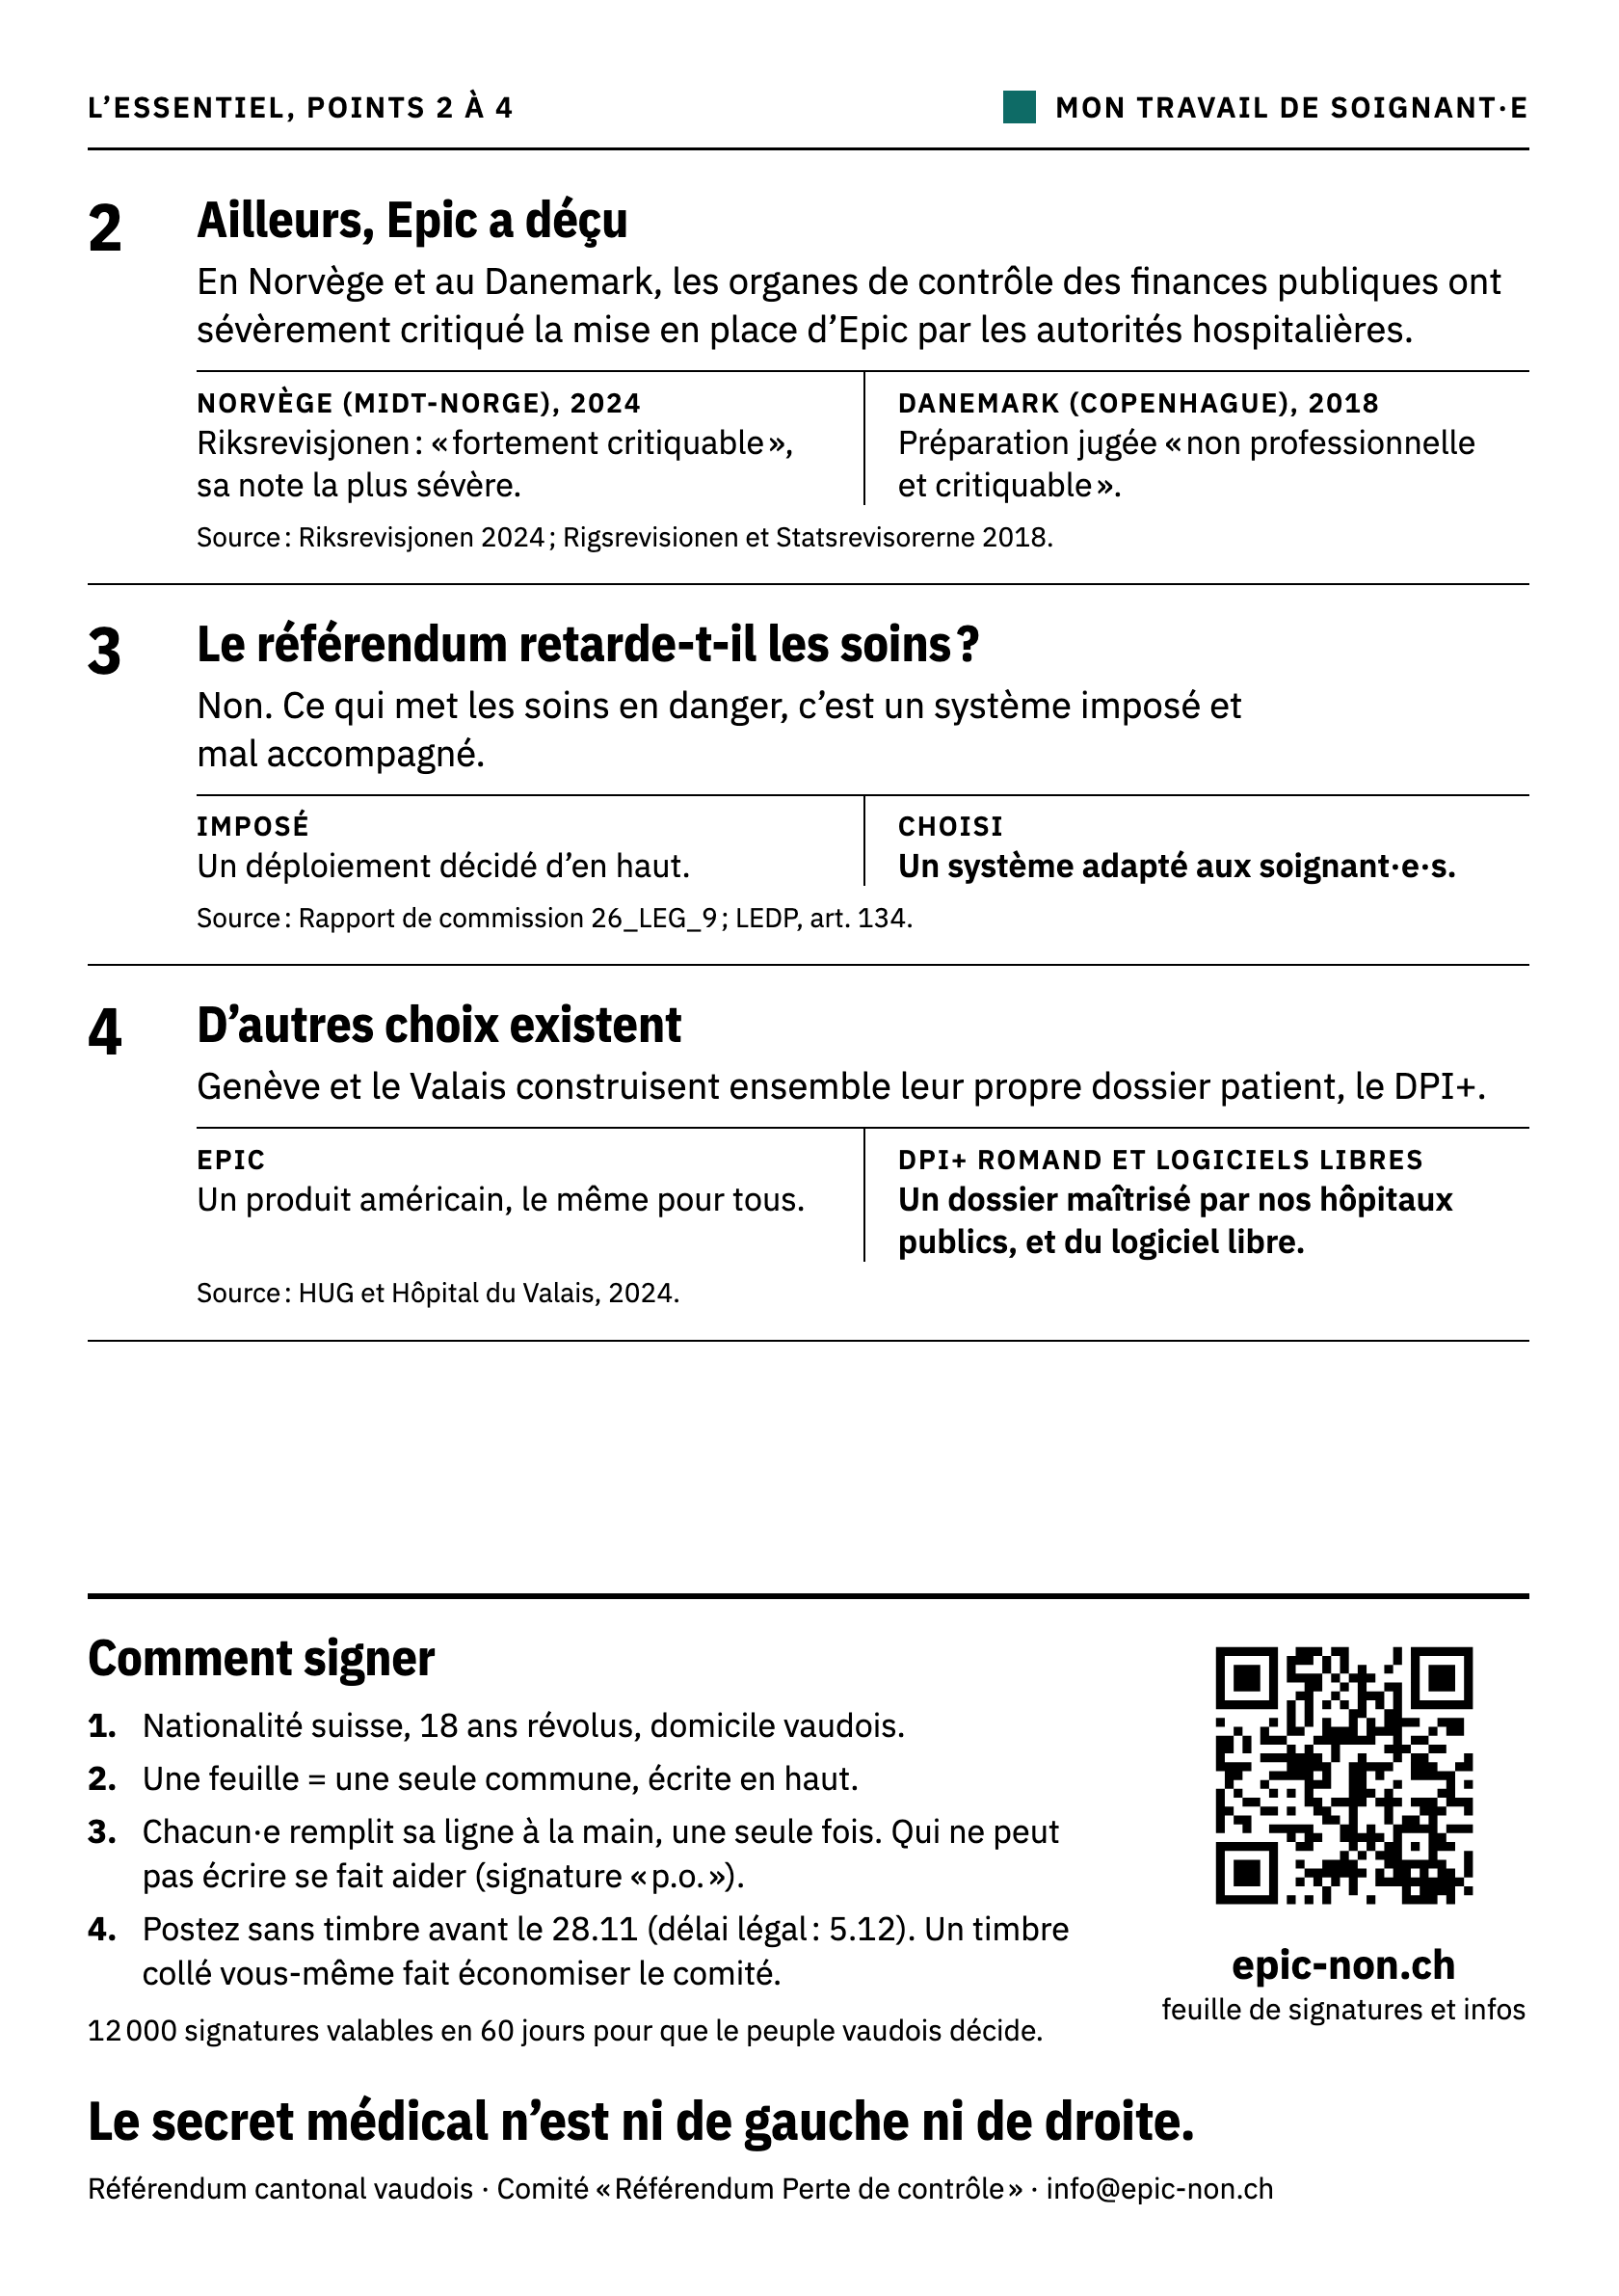 L’ESSENTIEL, POINTS 2 À 4
MON TRAVAIL DE SOIGNANT·E
2
Ailleurs, Epic a déçu
En Norvège et au Danemark, les organes de contrôle des finances publiques ont
sévèrement critiqué la mise en place d’Epic par les autorités hospitalières.
NORVÈGE (MIDT-NORGE), 2024
Riksrevisjonen : « fortement critiquable »,
sa note la plus sévère.
DANEMARK (COPENHAGUE), 2018
Préparation jugée « non professionnelle
et critiquable ».
Source : Riksrevisjonen 2024 ; Rigsrevisionen et Statsrevisorerne 2018.
3
Le référendum retarde-t-il les soins ?
Non. Ce qui met les soins en danger, c’est un système imposé et
mal accompagné.
IMPOSÉ
Un déploiement décidé d’en haut.
CHOISI
Un système adapté aux soignant·e·s.
Source : Rapport de commission 26_LEG_9 ; LEDP, art. 134.
4
D’autres choix existent
Genève et le Valais construisent ensemble leur propre dossier patient, le DPI+.
EPIC
Un produit américain, le même pour tous.
DPI+ ROMAND ET LOGICIELS LIBRES
Un dossier maîtrisé par nos hôpitaux
publics, et du logiciel libre.
Source : HUG et Hôpital du Valais, 2024.
Comment signer
1. Nationalité suisse, 18 ans révolus, domicile vaudois.
2. Une feuille = une seule commune, écrite en haut.
3. Chacun·e remplit sa ligne à la main, une seule fois. Qui ne peut
pas écrire se fait aider (signature « p.o. »).
4. Postez sans timbre avant le 28.11 (délai légal : 5.12). Un timbre
collé vous-même fait économiser le comité.
12 000 signatures valables en 60 jours pour que le peuple vaudois décide.
epic-non.ch
feuille de signatures et infos
Le secret médical n’est ni de gauche ni de droite.
Référendum cantonal vaudois · Comité « Référendum Perte de contrôle » · info@epic-non.ch